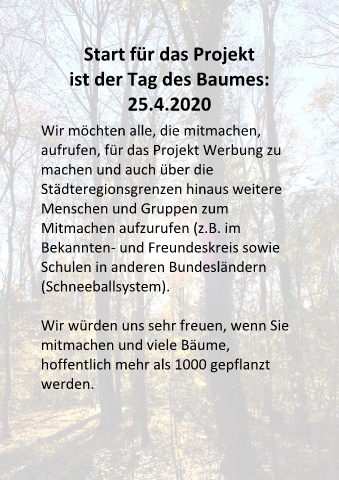 Start für das Projekt
ist der Tag des Baumes:
25.4.2020
Wir möchten alle, die mitmachen,
aufrufen, für das Projekt Werbung zu
machen und auch über die
Städteregionsgrenzen hinaus weitere
Menschen und Gruppen zum
Mitmachen aufzurufen (z.B. im
Bekannten- und Freundeskreis sowie
Schulen in anderen Bundesländern
(Schneeballsystem).
Wir würden uns sehr freuen, wenn Sie
mitmachen und viele Bäume,
hoffentlich mehr als 1000 gepflanzt
werden.